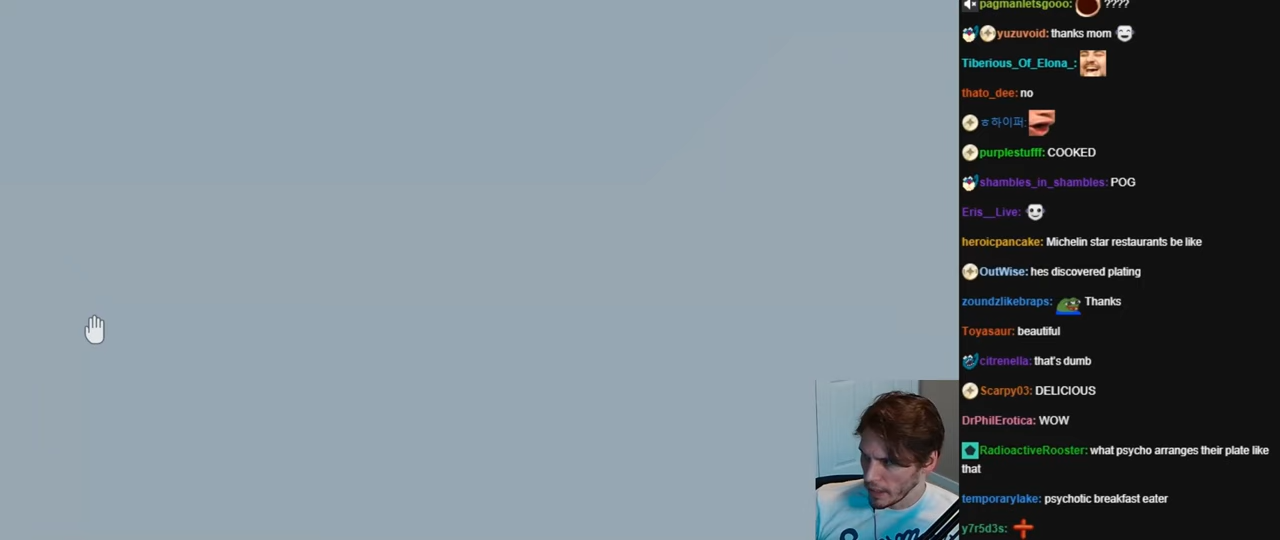 pagmanletsgooo: ????
yuzuvoid: thanks mom
Tiberious_Of_Elona_:
thato_dee: no
ㅎ하이퍼:
purplestufff: COOKED
shambles_in_shambles: POG
Eris__Live:
heroicpancake: Michelin star restaurants be like
OutWise: hes discovered plating
zoundzlikebraps: Thanks
Toyasaur: beautiful
citrenella: that's dumb
Scarpy03: DELICIOUS
DrPhilErotica: WOW
RadioactiveRooster: what psycho arranges their plate like
that
temporarylake: psychotic breakfast eater
y7r5d3s: